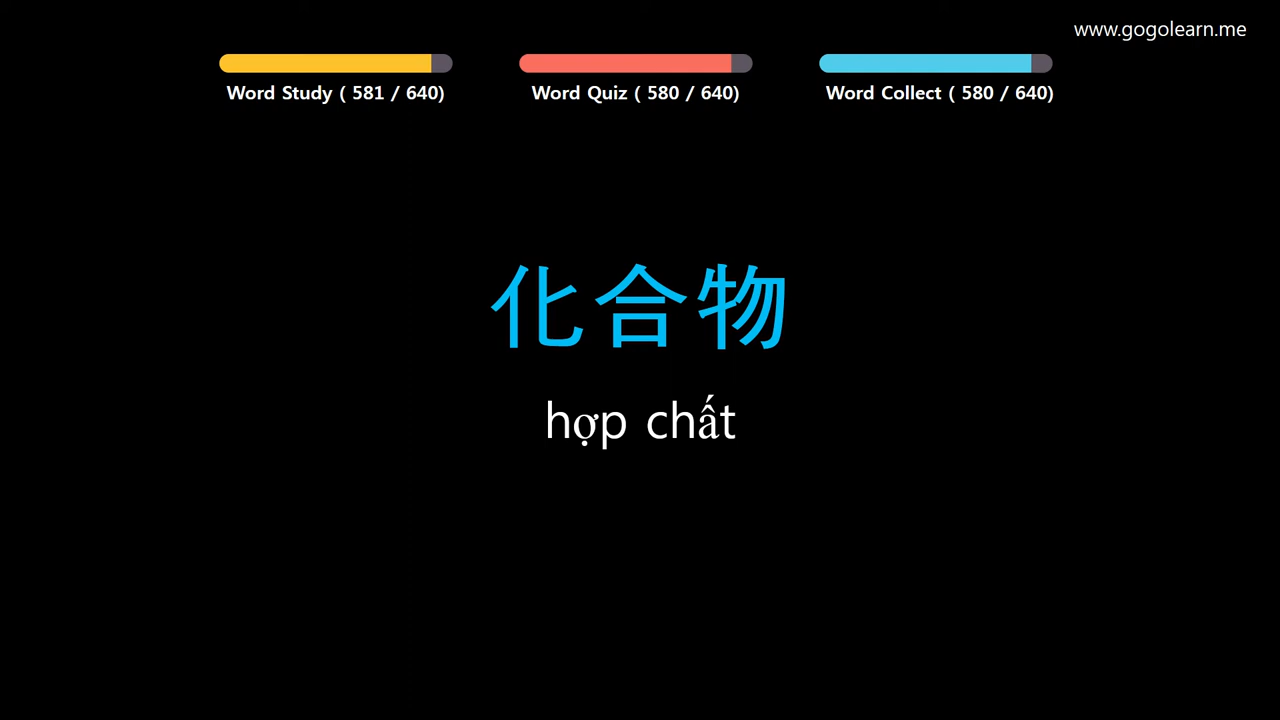 www.gogolearn.me
Word Study ( 581 / 640)
Word Quiz ( 580 / 640)
Word Collect ( 580 / 640)
化合物
hợp chất